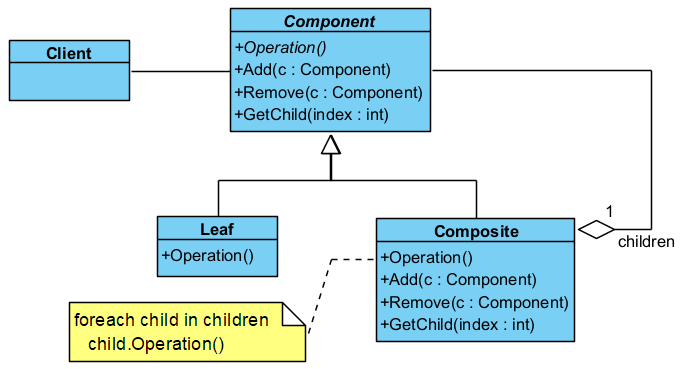 Component
+Operation()
+Add(c : Component)
+Remove(c : Component)
+GetChild(index : int)
Client
Leaf
+Operation()
Composite
+Operation()
+Add(c : Component)
+Remove(c : Component)
+GetChild(index : int)
1
children
foreach child in children
child.Operation()